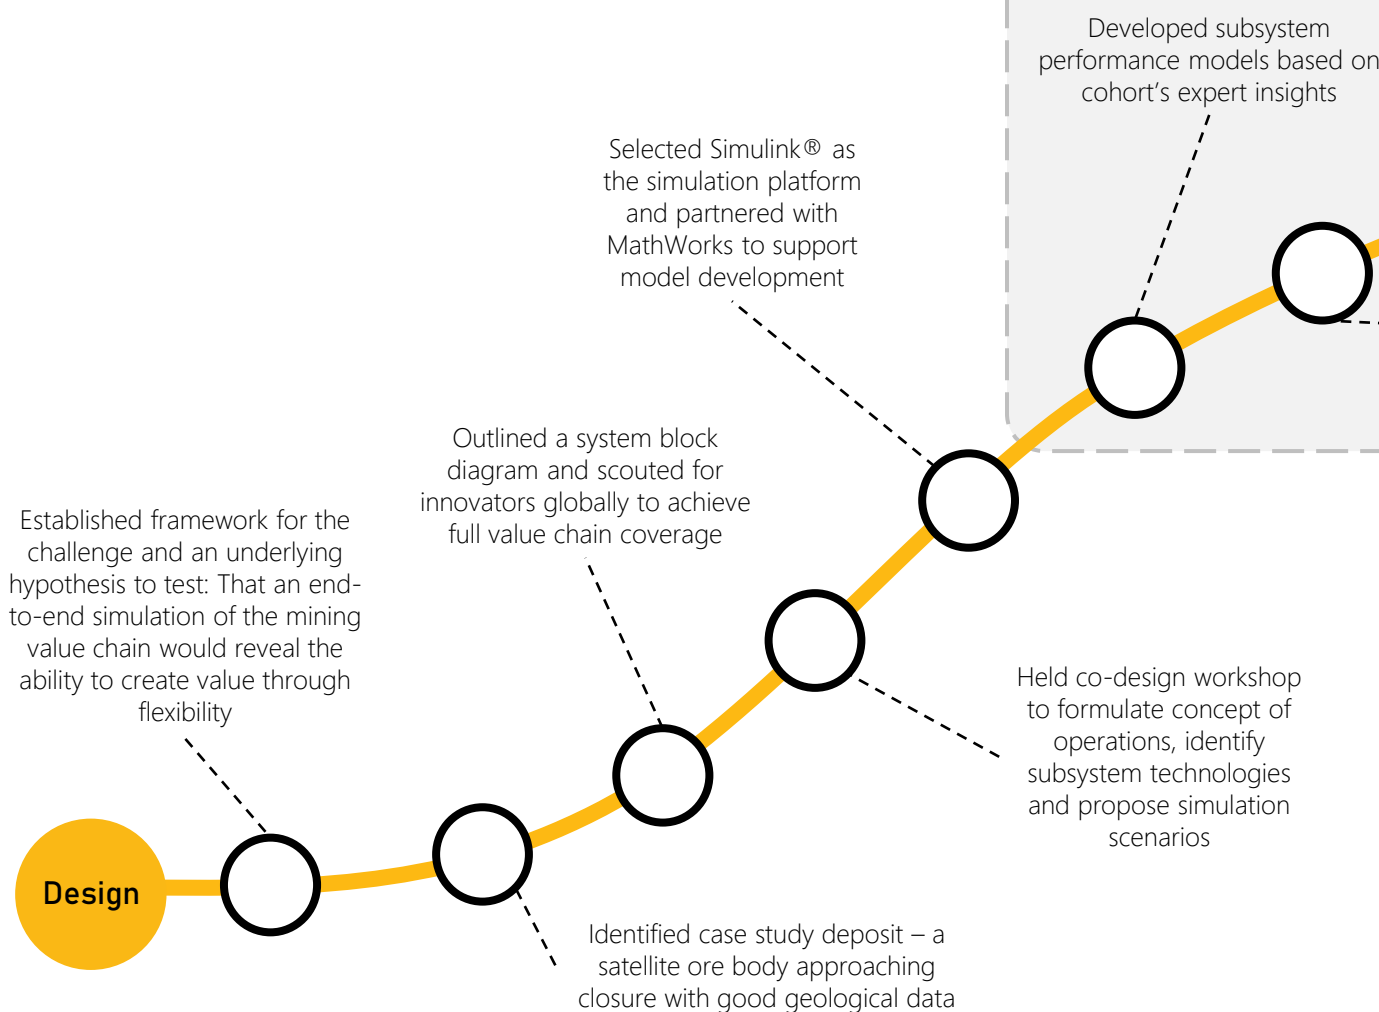 Design
Established framework for the
challenge and an underlying
hypothesis to test: That an end-
to-end simulation of the mining
value chain would reveal the
ability to create value through
flexibility
Identified case study deposit – a
satellite ore body approaching
closure with good geological data
Outlined a system block
diagram and scouted for
innovators globally to achieve
full value chain coverage
Held co-design workshop
to formulate concept of
operations, identify
subsystem technologies
and propose simulation
scenarios
Selected Simulink® as
the simulation platform
and partnered with
MathWorks to support
model development
Developed subsystem
performance models based on
cohort’s expert insights